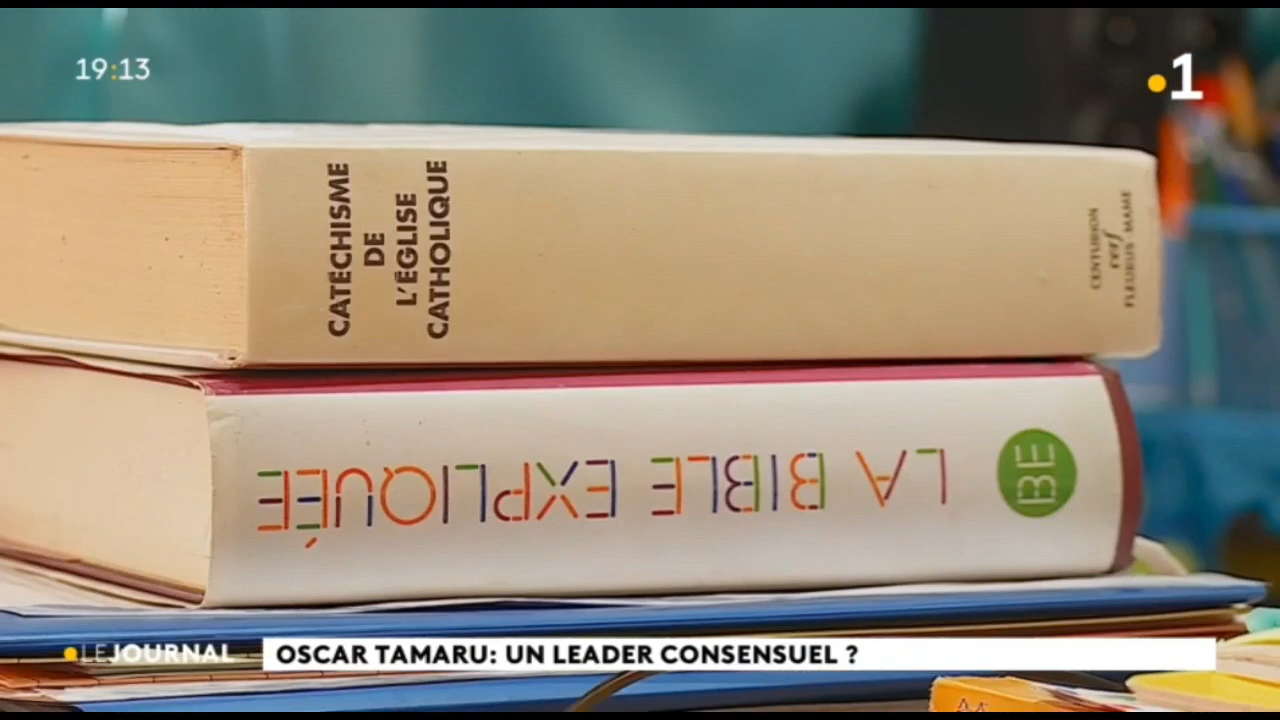 19:13
1
CATÉCHISME
DE
L'ÉGLISE
CATHOLIQUE
CENTURION
cerf
FLEURUS MAME
LA BIBLE EXPLIQUÉE
BE
LE JOURNAL
OSCAR TAMARU: UN LEADER CONSENSUEL ?